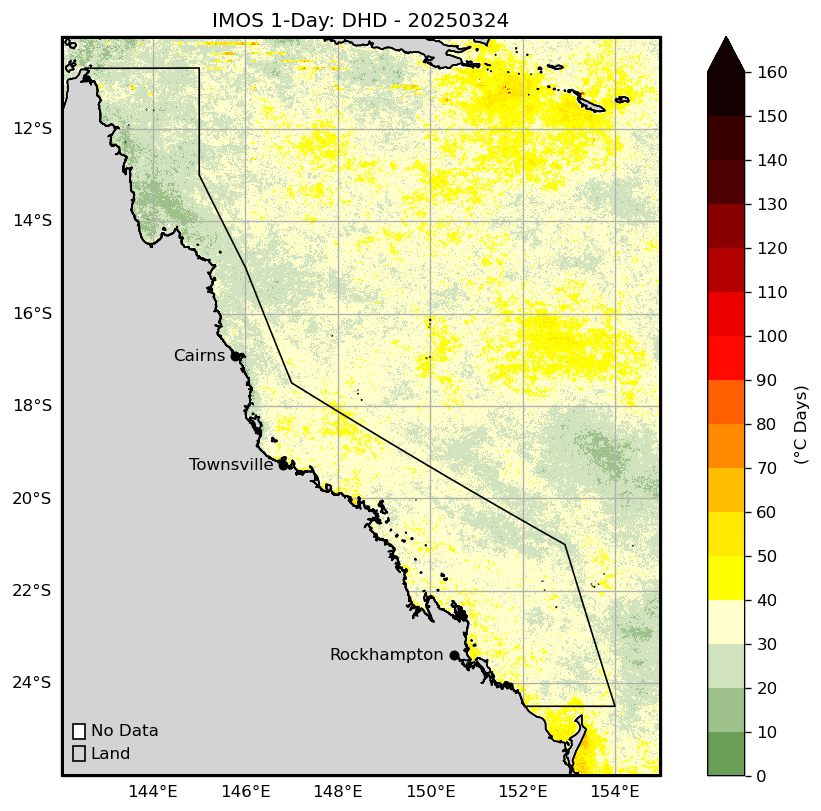 IMOS 1-Day: DHD - 20250324
12°S
14°S
16°S
18°S
20°S
22°S
24°S
Cairns
Townsville
Rockhampton
No Data
Land
144°E 146°E 148°E 150°E 152°E 154°E
160
150
140
130
120
110
100
90
80
70
60
50
40
30
20
10
0
(°C Days)